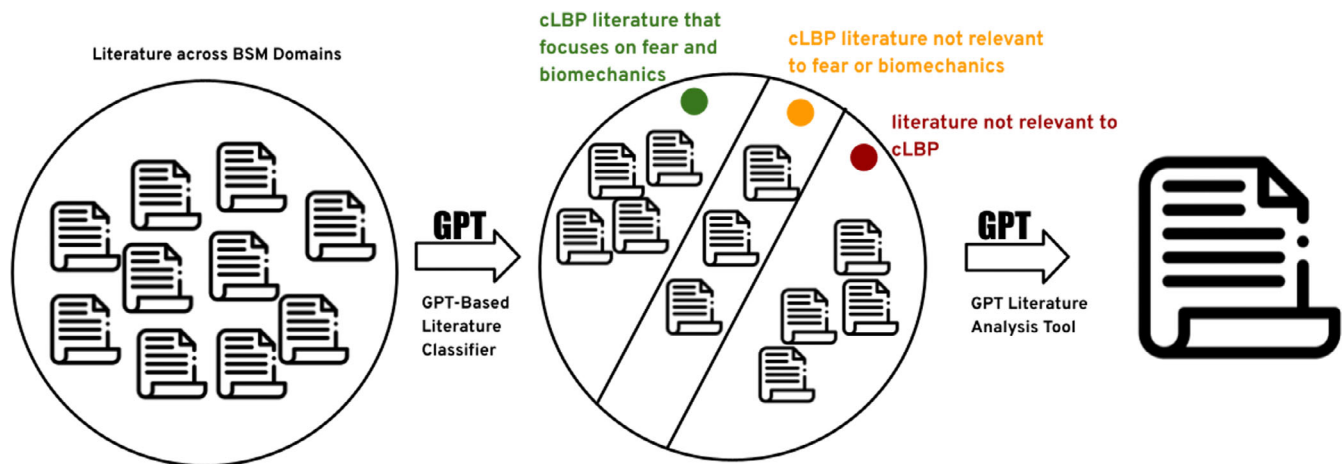 Literature across BSM Domains
GPT
GPT-Based
Literature
Classifier
cLBP literature that
focuses on fear and
biomechanics
cLBP literature not relevant
to fear or biomechanics
literature not relevant to
cLBP
GPT
GPT Literature
Analysis Tool